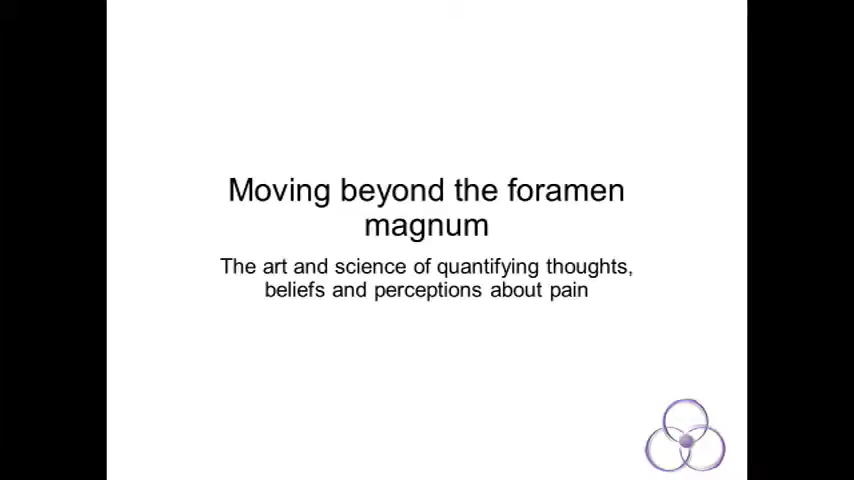 Moving beyond the foramen
magnum
The art and science of quantifying thoughts,
beliefs and perceptions about pain